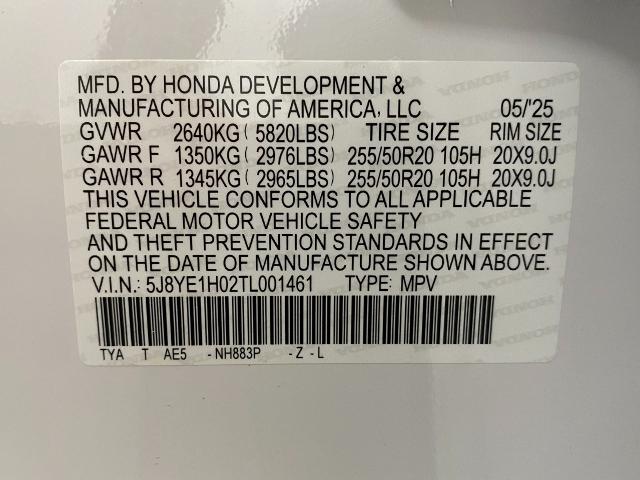 MFD. BY HONDA DEVELOPMENT &
MANUFACTURING OF AMERICA, LLC 05/'25
GVWR 2640KG( 5820LBS) TIRE SIZE RIM SIZE
GAWR F 1350KG( 2976LBS) 255/50R20 105H 20X9.0J
GAWR R 1345KG( 2965LBS) 255/50R20 105H 20X9.0J
THIS VEHICLE CONFORMS TO ALL APPLICABLE
FEDERAL MOTOR VEHICLE SAFETY
AND THEFT PREVENTION STANDARDS IN EFFECT
ON THE DATE OF MANUFACTURE SHOWN ABOVE.
V.I.N.: 5J8YE1H02TL001461 TYPE: MPV
TYA T AE5 -NH883P -Z-L